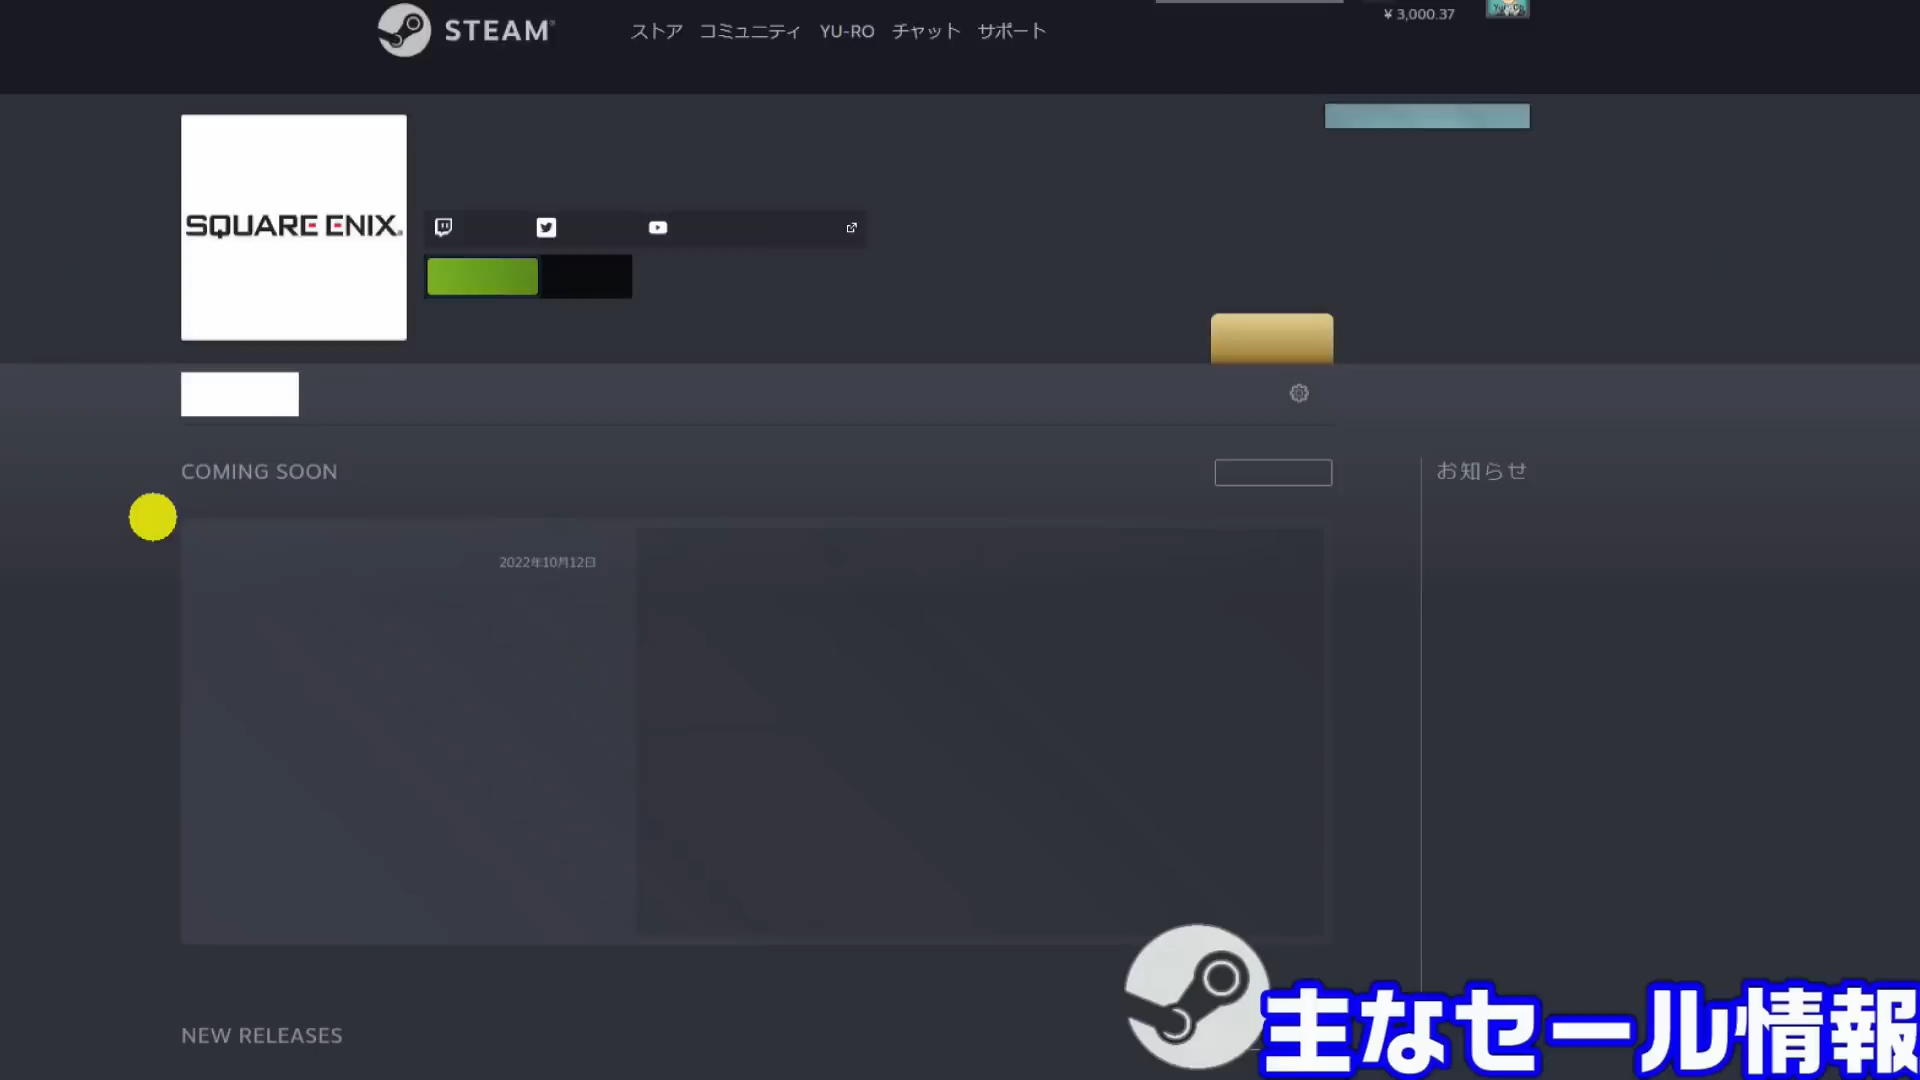 STEAM
ストア コミュニティ YU-RO チャット サポート
¥ 3,000.37
SQUARE ENIX
COMING SOON
お知らせ
2022年10月12日
NEW RELEASES
主なセール情報